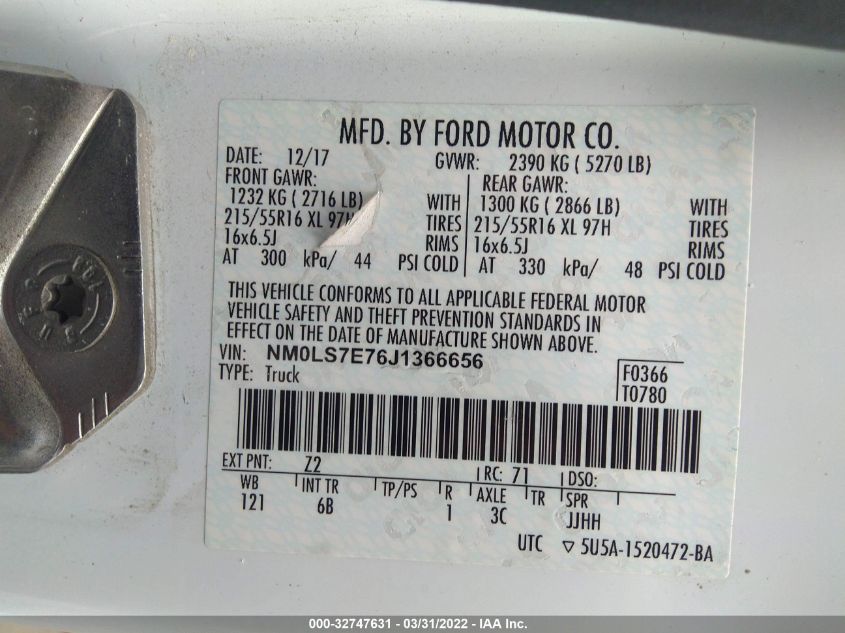 MFD. BY FORD MOTOR CO.
DATE: 12/17 GVWR: 2390 KG ( 5270 LB)
FRONT GAWR: REAR GAWR:
1232 KG ( 2716 LB) WITH 1300 KG ( 2866 LB) WITH
215/55R16 XL 97H TIRES 215/55R16 XL 97H TIRES
16x6.5J RIMS 16x6.5J RIMS
AT 300 kPa/ 44 PSI COLD AT 330 kPa/ 48 PSI COLD
THIS VEHICLE CONFORMS TO ALL APPLICABLE FEDERAL MOTOR
VEHICLE SAFETY AND THEFT PREVENTION STANDARDS IN
EFFECT ON THE DATE OF MANUFACTURE SHOWN ABOVE.
VIN: NM0LS7E76J1366656
TYPE: Truck
F0366
T0780
EXT PNT: Z2 RC: 71 DSO:
WB INT TR TP/PS R AXLE TR SPR
121 6B 1 3C JJHH
UTC ▽ 5U5A-1520472-BA
000-32747631 - 03/31/2022 - IAA Inc.